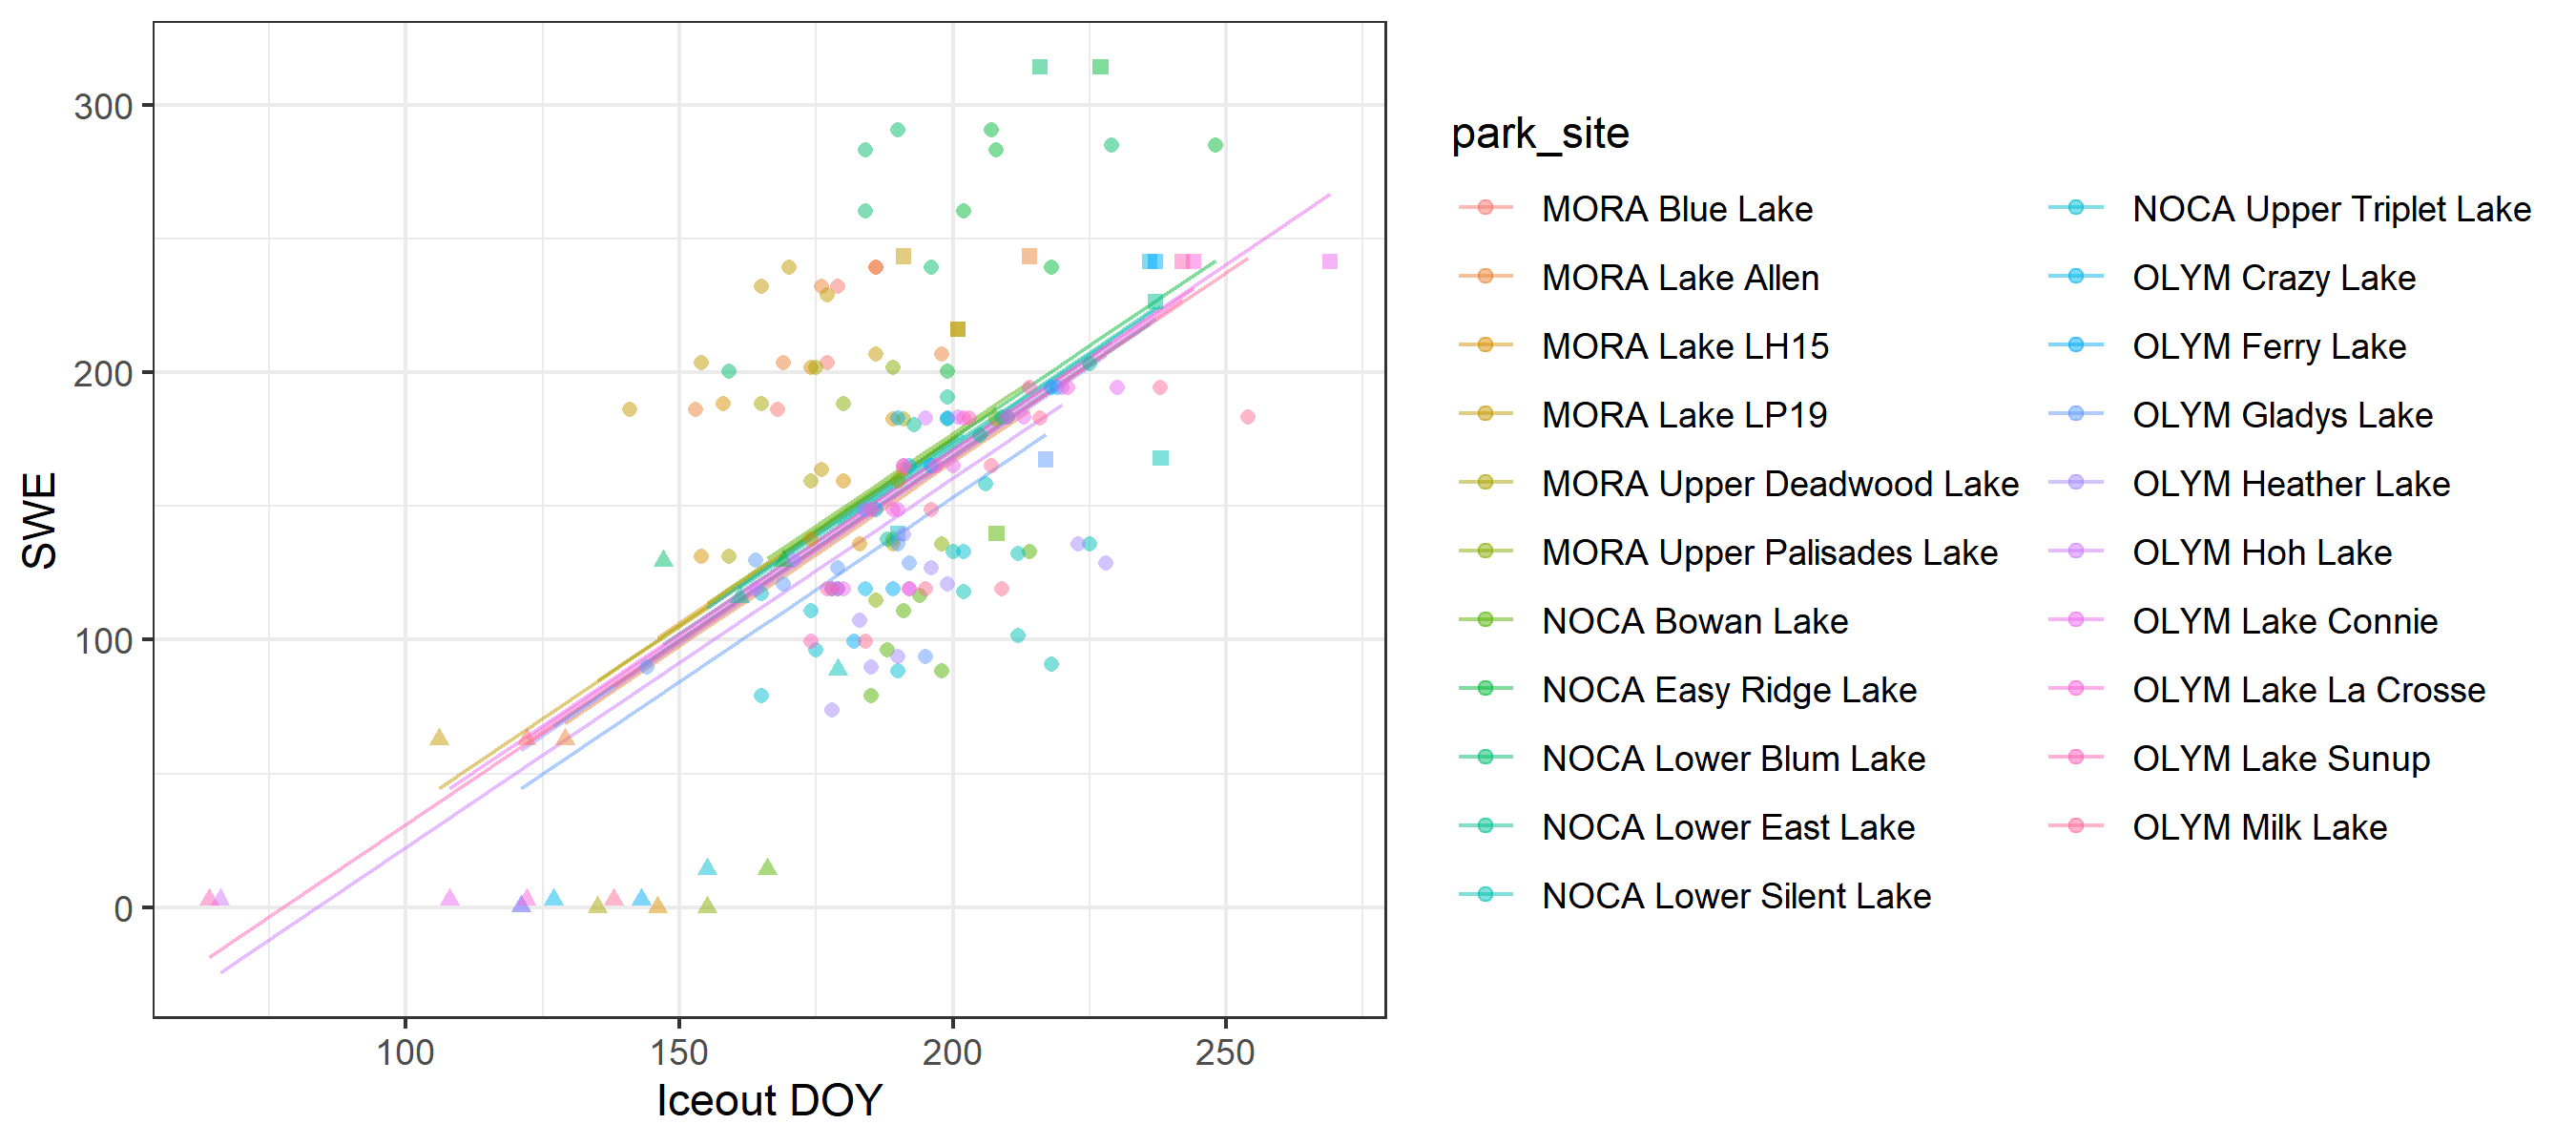 300
200
100
0
SWE
100
150
200
250
Iceout DOY
park_site
MORA Blue Lake
MORA Lake Allen
MORA Lake LH15
MORA Lake LP19
MORA Upper Deadwood Lake
MORA Upper Palisades Lake
NOCA Bowan Lake
NOCA Easy Ridge Lake
NOCA Lower Blum Lake
NOCA Lower East Lake
NOCA Lower Silent Lake
NOCA Upper Triplet Lake
OLYM Crazy Lake
OLYM Ferry Lake
OLYM Gladys Lake
OLYM Heather Lake
OLYM Hoh Lake
OLYM Lake Connie
OLYM Lake La Crosse
OLYM Lake Sunup
OLYM Milk Lake